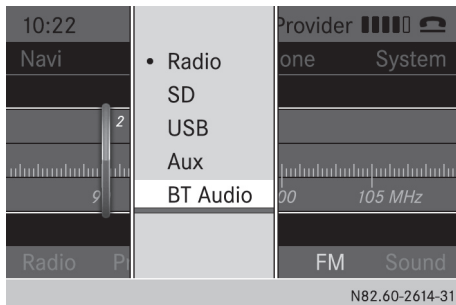 10:22 Provider
Navi one System
• Radio
SD
USB
Aux
BT Audio
2
9 00 105 MHz
Radio Pr FM Sound
N82.60-2614-31